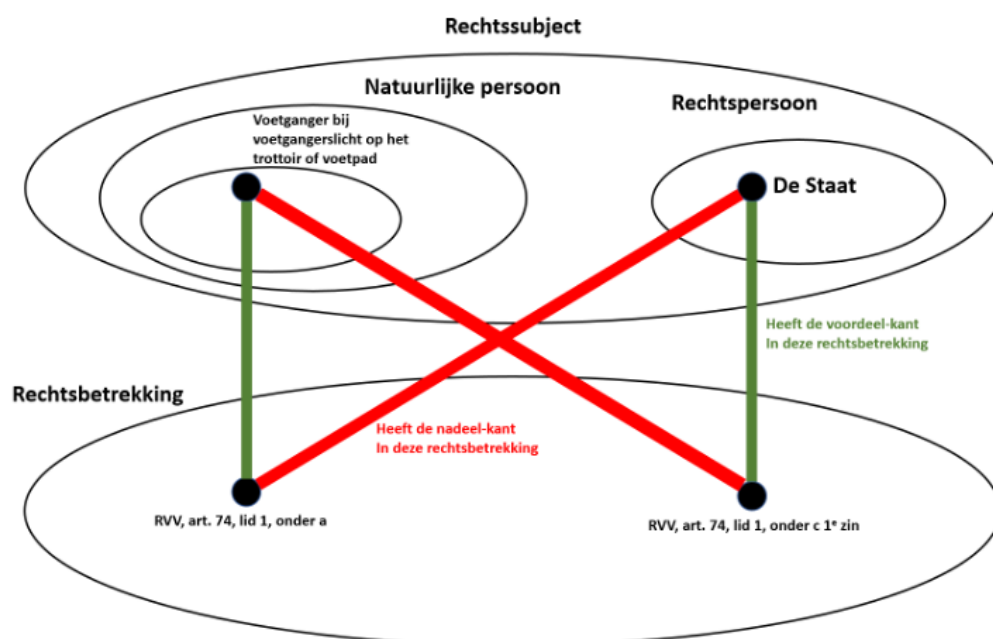 Rechtssubject
Natuurlijke persoon
Rechtspersoon
Voetganger bij
voetgangerslicht op het
trottoir of voetpad
De Staat
Heeft de voordeel-kant
In deze rechtsbetrekking
Rechtsbetrekking
Heeft de nadeel-kant
In deze rechtsbetrekking
RVV, art. 74, lid 1, onder a
RVV, art. 74, lid 1, onder c 1ᵉ zin